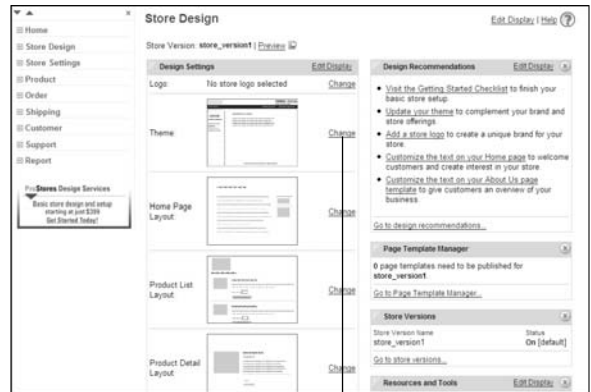 Home
Store Design
Store Settings
Product
Order
Shipping
Customer
Support
Report
ProStores Design Services
Basic store design and setup
starting at just $399
Get Started Today!
Store Design
Edit Display | Help ?
Store Version: store_version1 | Preview
Design Settings Edit Display
Logo: No store logo selected Change
Theme: Change
Home Page
Layout: Change
Product List
Layout Change
Product Detail
Layout Change
Design Recommendations Edit Display x
• Visit the Getting Started Checklist to finish your
basic store setup.
• Update your theme to complement your brand and
store offerings.
• Add a store logo to create a unique brand for your
store.
• Customize the text on your Home page to welcome
customers and create interest in your store.
• Customize the text on your About Us page
template to give customers an overview of your
business.
Go to design recommendations...
Page Template Manager x
0 page templates need to be published for
store_version1.
Go to Page Template Manager...
Store Versions x
Store Version Name Status
store_version1 On [default]
Go to store versions...
Resources and Tools Edit Display x